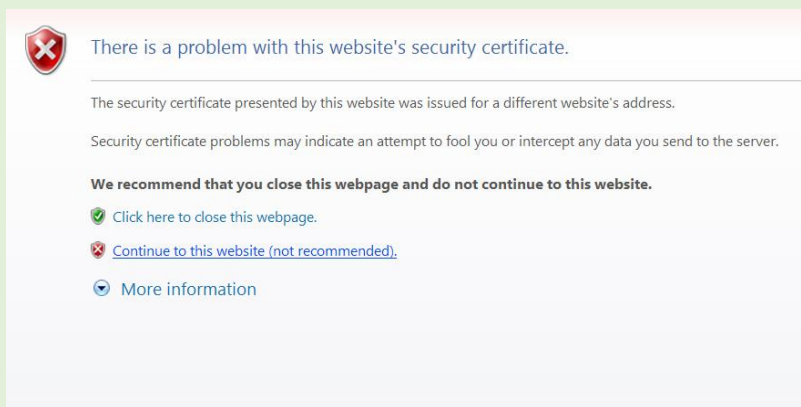 There is a problem with this website's security certificate.
The security certificate presented by this website was issued for a different website's address.
Security certificate problems may indicate an attempt to fool you or intercept any data you send to the server.
We recommend that you close this webpage and do not continue to this website.
Click here to close this webpage.
Continue to this website (not recommended).
More information